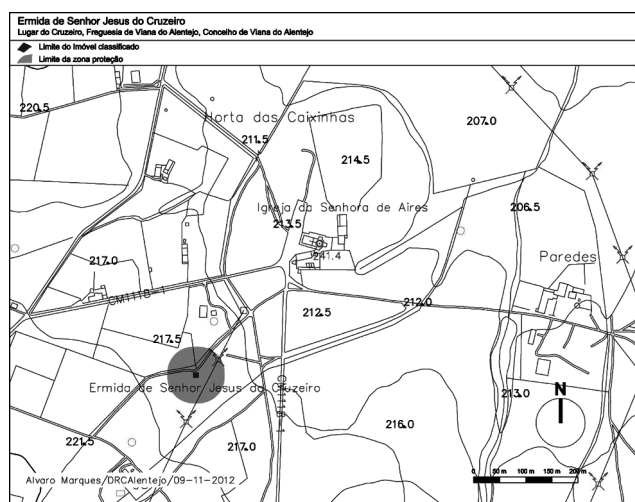 Ermida de Senhor Jesus do Cruzeiro
Lugar do Cruzeiro, Freguesia de Viana do Alentejo, Concelho de Viana do Alentejo
Limite do Imóvel classificado
Limite da zona proteção
220.5
Horta das Caixinhas
207.0
211.5
214.5
Igreja da Senhora de Aires
206.5
213.5
217.0
241.4
Paredes
CM1118-1
212.5
212.0
217.5
Ermida de Senhor Jesus do Cruzeiro
213.0
N
216.0
221.5
217.0
Alvaro Marques/DRCAlentejo/09-11-2012
0 50 m 100 m 150 m 200 m